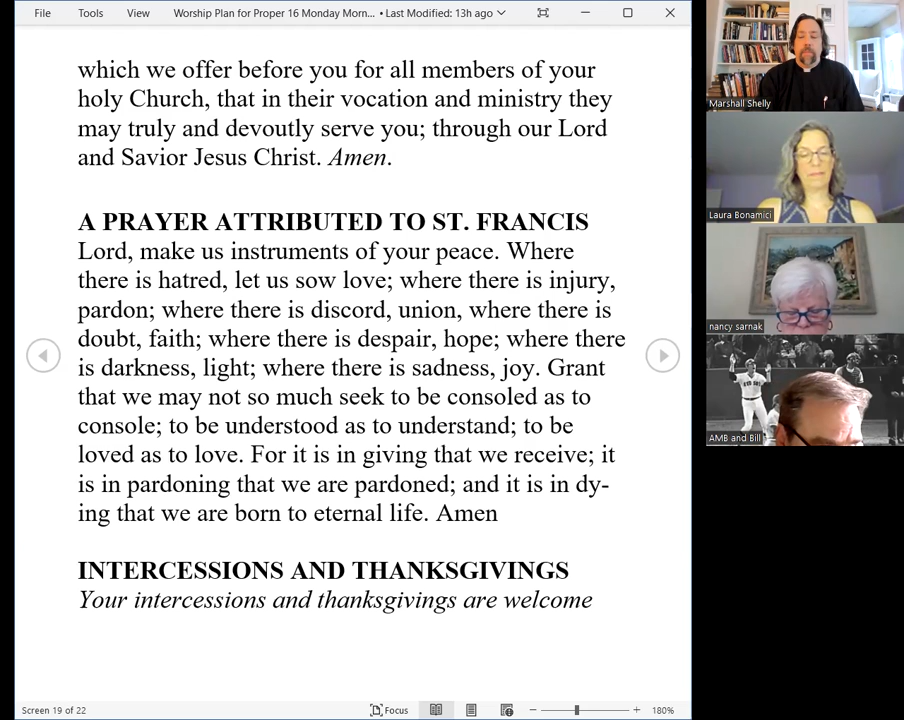 File Tools View Worship Plan for Proper 16 Monday Morn... • Last Modified: 13h ago
which we offer before you for all members of your
holy Church, that in their vocation and ministry they
may truly and devoutly serve you; through our Lord
and Savior Jesus Christ. Amen.
A PRAYER ATTRIBUTED TO ST. FRANCIS
Lord, make us instruments of your peace. Where
there is hatred, let us sow love; where there is injury,
pardon; where there is discord, union, where there is
doubt, faith; where there is despair, hope; where there
is darkness, light; where there is sadness, joy. Grant
that we may not so much seek to be consoled as to
console; to be understood as to understand; to be
loved as to love. For it is in giving that we receive; it
is in pardoning that we are pardoned; and it is in dy-
ing that we are born to eternal life. Amen
INTERCESSIONS AND THANKSGIVINGS
Your intercessions and thanksgivings are welcome
Screen 19 of 22 Focus 180%
Marshall Shelly
Laura Bonamici
nancy sarnak
RED SOX
AMB and Bill